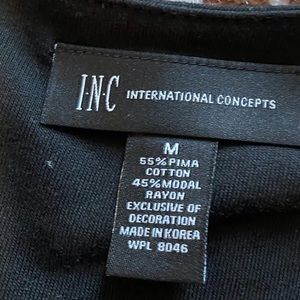 I·N·C INTERNATIONAL CONCEPTS
M
55% PIMA
COTTON
45% MODAL
RAYON
EXCLUSIVE OF
DECORATION
MADE IN KOREA
WPL 8046